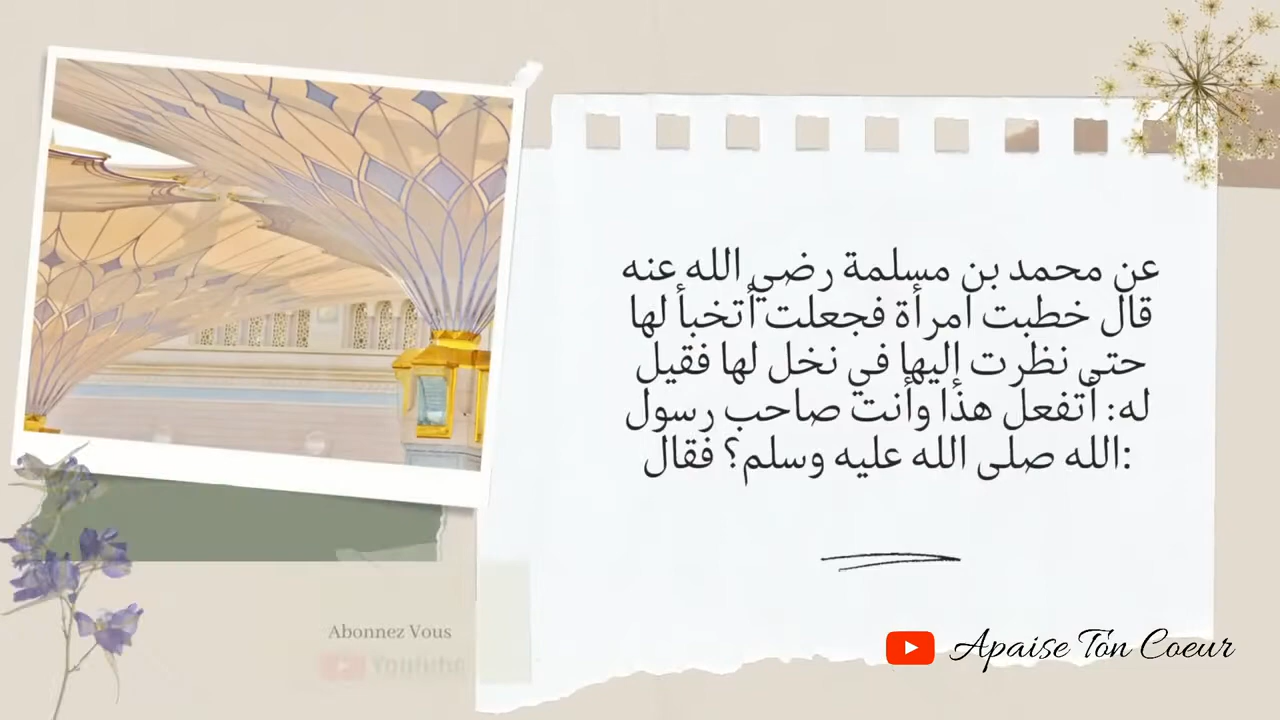 عن محمد بن مسلمة رضي الله عنه
قال خطبت امرأة فجعلت أتخبأ لها
حتى نظرت إليها في نخل لها فقيل
له: أتفعل هذا وأنت صاحب رسول
الله صلى الله عليه وسلم؟ فقال:
Abonnez Vous
YouTube
Apaise Ton Coeur